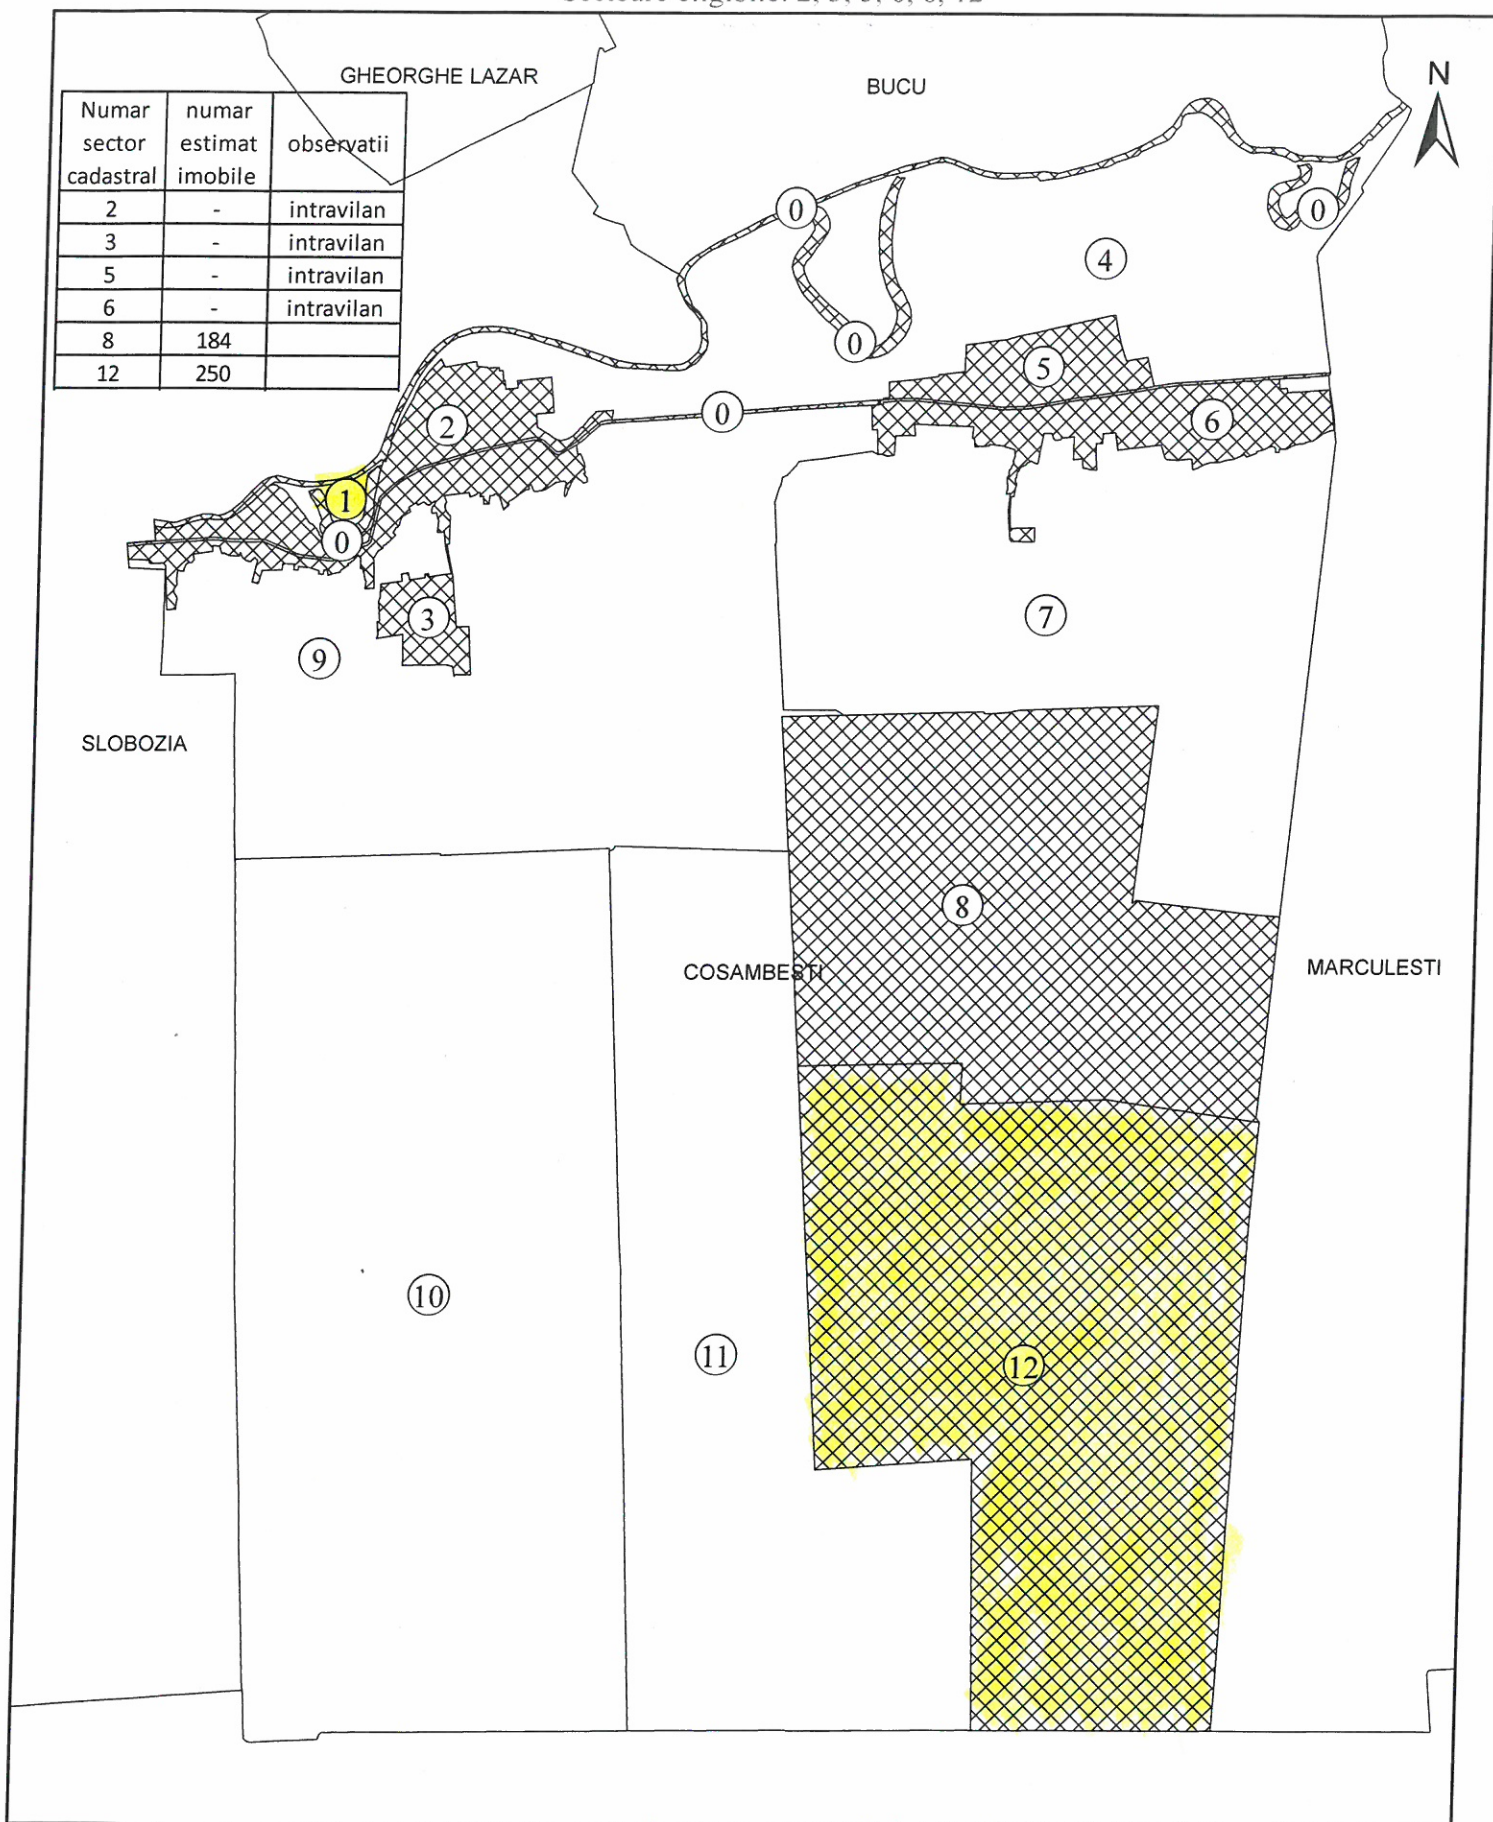 GHEORGHE LAZAR
BUCU
N
Numar sector cadastral | numar estimat imobile | observatii
2 | - | intravilan
3 | - | intravilan
5 | - | intravilan
6 | - | intravilan
8 | 184
12 | 250
0
0
4
0
5
2
0
6
1
0
3
7
9
SLOBOZIA
8
COSAMBESTI
MARCULESTI
10
11
12